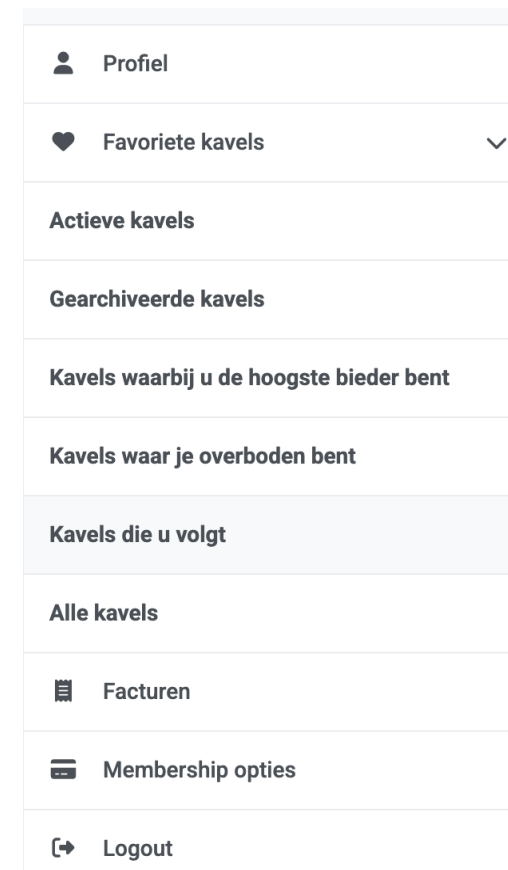 Profiel
Favoriete kavels
Actieve kavels
Gearchiveerde kavels
Kavels waarbij u de hoogste bieder bent
Kavels waar je overboden bent
Kavels die u volgt
Alle kavels
Facturen
Membership opties
Logout